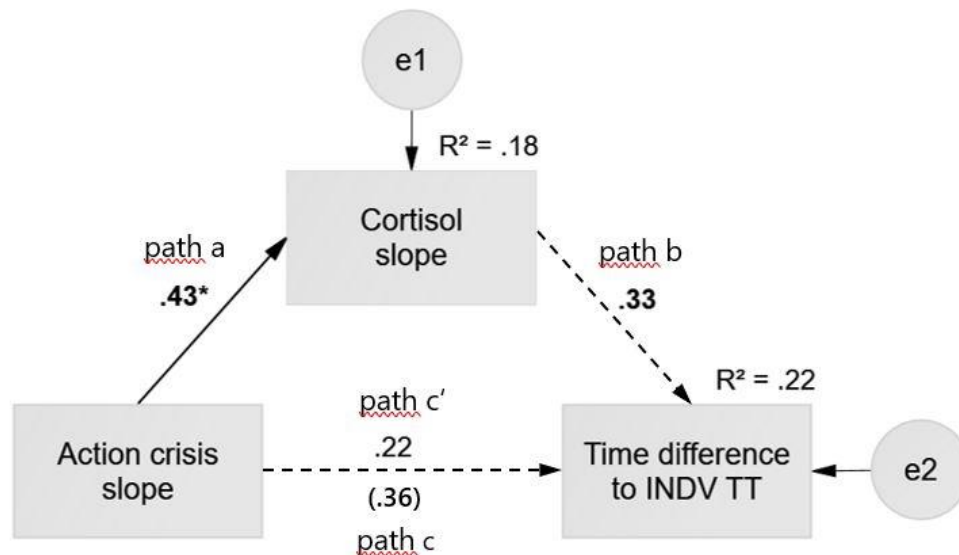 e1
R² = .18
Cortisol
slope
path a
.43*
path b
.33
R² = .22
path c′
.22
(.36)
path c
Action crisis
slope
Time difference
to INDV TT
e2